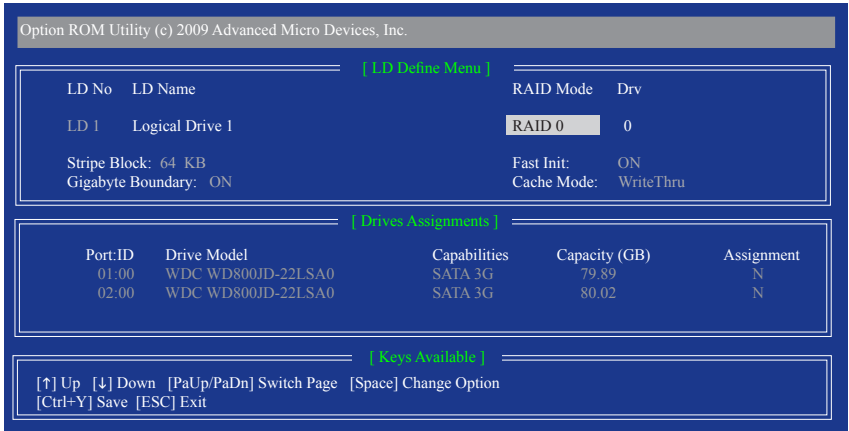 Option ROM Utility (c) 2009 Advanced Micro Devices, Inc.
[ LD Define Menu ]
LD No LD Name RAID Mode Drv
LD 1 Logical Drive 1 RAID 0 0
Stripe Block: 64 KB Fast Init: ON
Gigabyte Boundary: ON Cache Mode: WriteThru
[ Drives Assignments ]
Port:ID Drive Model Capabilities Capacity (GB) Assignment
01:00 WDC WD800JD-22LSA0 SATA 3G 79.89 N
02:00 WDC WD800JD-22LSA0 SATA 3G 80.02 N
[ Keys Available ]
[↑] Up [↓] Down [PaUp/PaDn] Switch Page [Space] Change Option
[Ctrl+Y] Save [ESC] Exit